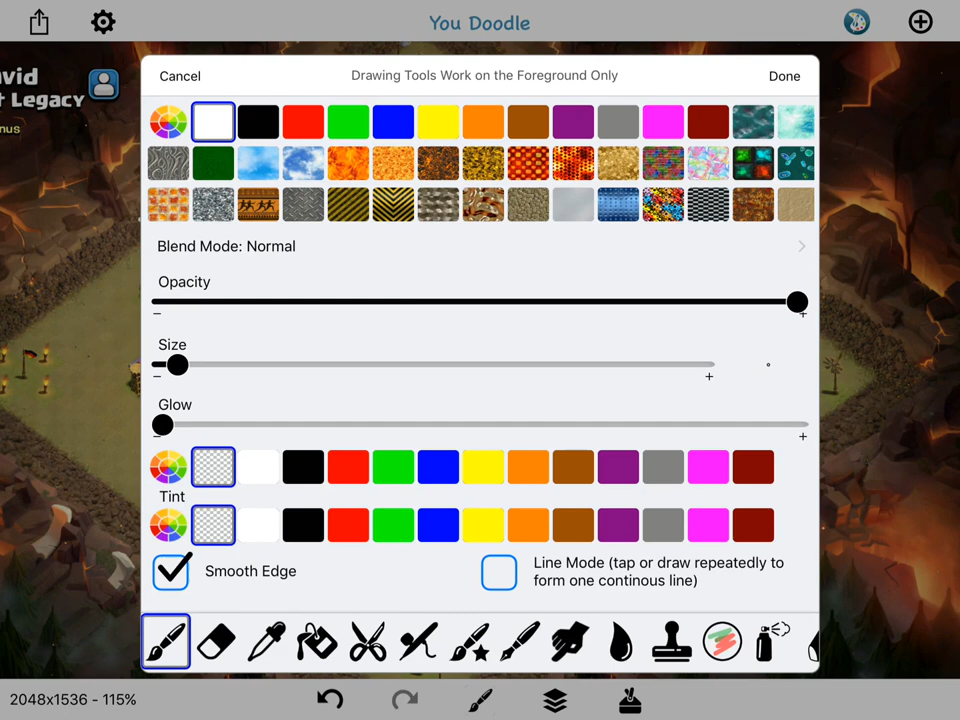 You Doodle
vid
t Legacy
nus
Cancel
Drawing Tools Work on the Foreground Only
Done
Blend Mode: Normal
Opacity
Size
Glow
Tint
Smooth Edge
Line Mode (tap or draw repeatedly to
form one continous line)
2048x1536 - 115%